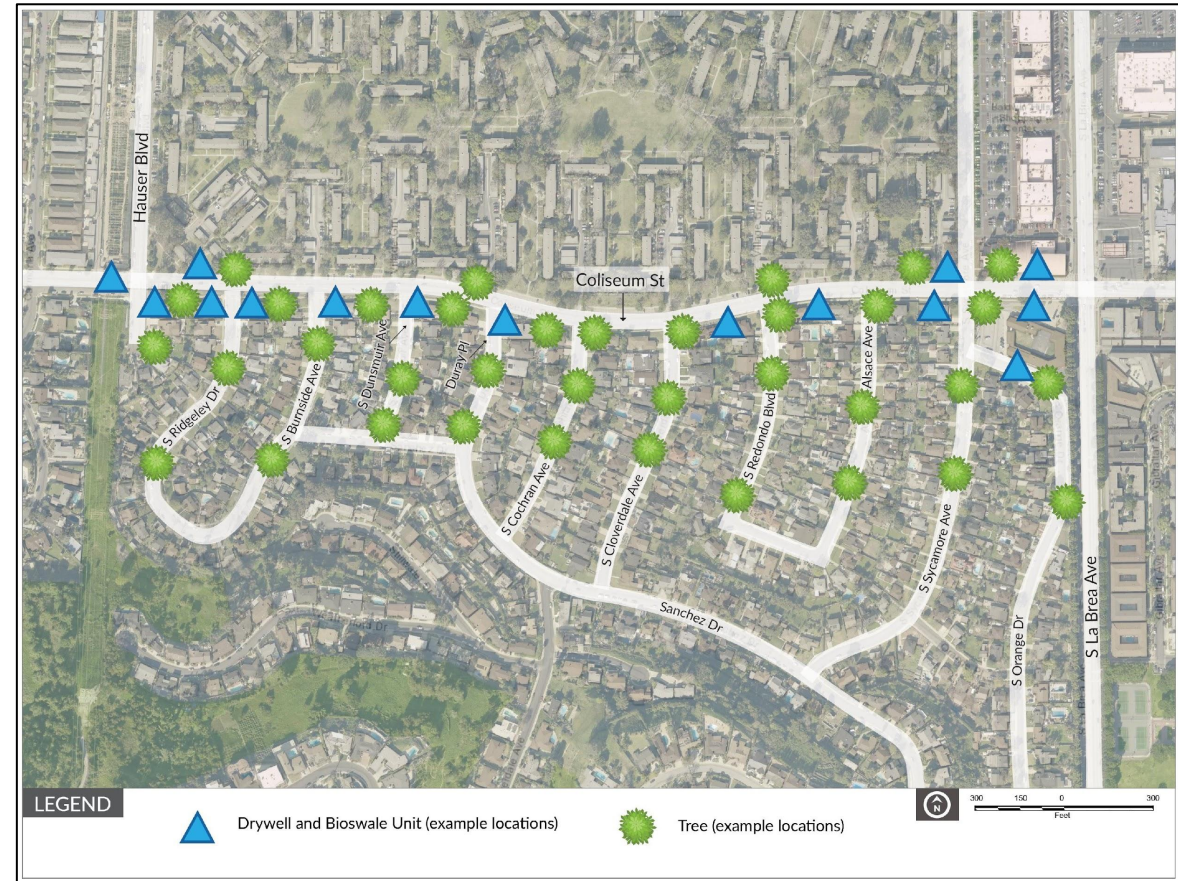 Hauser Blvd
Coliseum St
S Ridgeley Dr
S Burnside Ave
S Dunsmuir Ave
Duray Pl
S Cochran Ave
S Cloverdale Ave
S Redondo Blvd
Alsace Ave
S Sycamore Ave
S Orange Dr
S La Brea Ave
Sanchez Dr
LEGEND
Drywell and Bioswale Unit (example locations)
Tree (example locations)
N
300 150 0 300
Feet